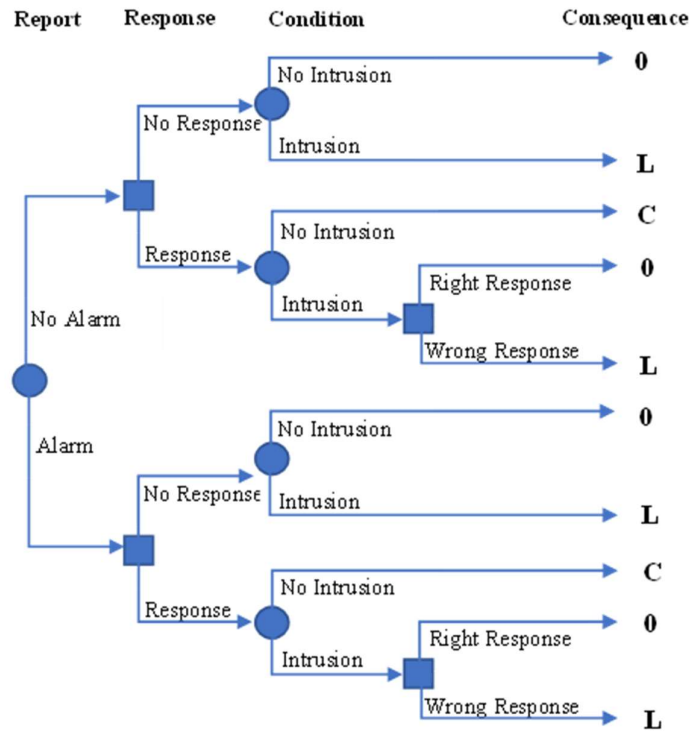 Report Response Condition Consequence
No Intrusion 0
No Response
Intrusion L
No Intrusion C
Response
Right Response 0
Intrusion
No Alarm
Wrong Response L
No Intrusion 0
Alarm
No Response
Intrusion L
No Intrusion C
Response
Right Response 0
Intrusion
Wrong Response L